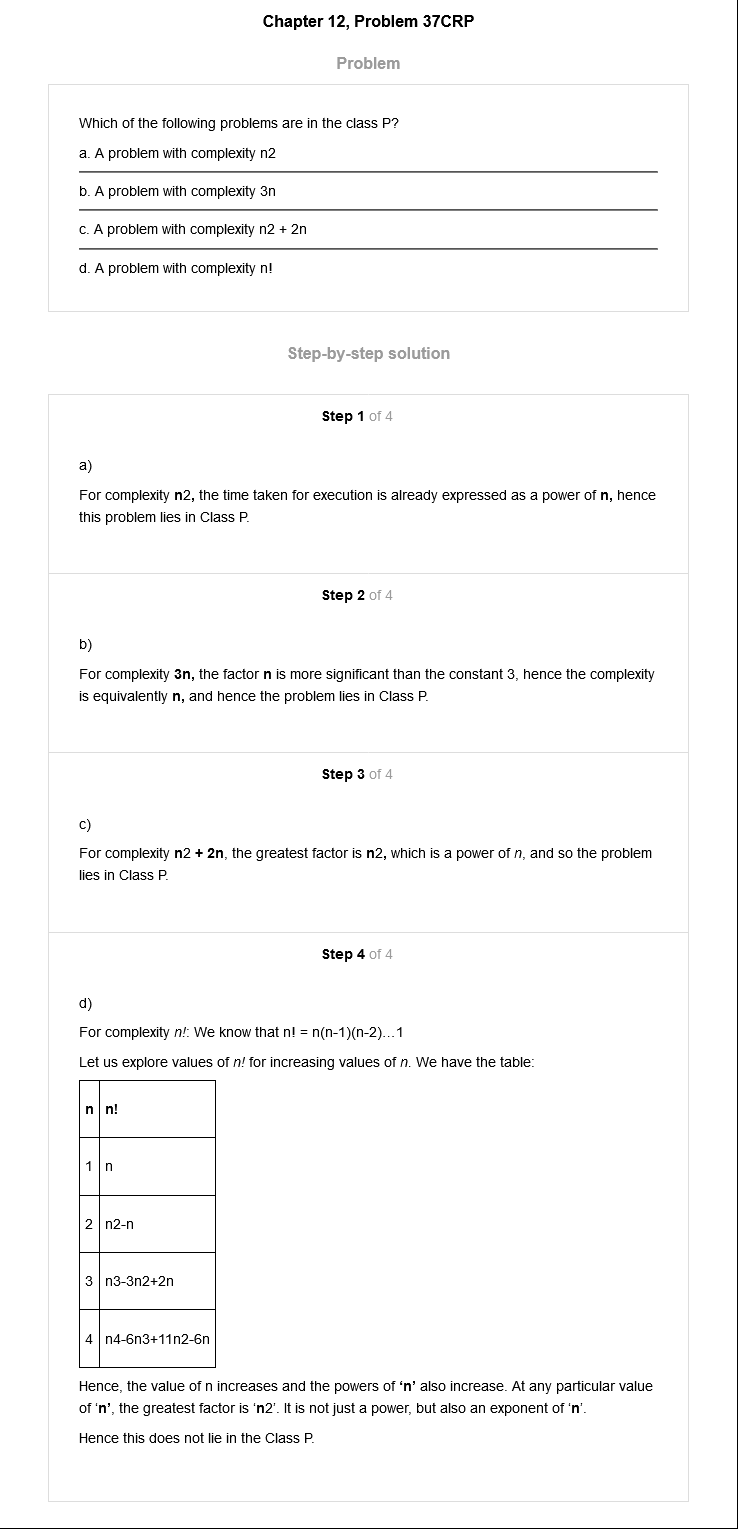 Chapter 12, Problem 37CRP
Problem
Which of the following problems are in the class P?
a. A problem with complexity n2
b. A problem with complexity 3n
c. A problem with complexity n2 + 2n
d. A problem with complexity n!
Step-by-step solution
Step 1 of 4
a)
For complexity n2, the time taken for execution is already expressed as a power of n, hence
this problem lies in Class P.
Step 2 of 4
b)
For complexity 3n, the factor n is more significant than the constant 3, hence the complexity
is equivalently n, and hence the problem lies in Class P.
Step 3 of 4
c)
For complexity n2 + 2n, the greatest factor is n2, which is a power of n, and so the problem
lies in Class P.
Step 4 of 4
d)
For complexity n!: We know that n! = n(n-1)(n-2)…1
Let us explore values of n! for increasing values of n. We have the table:
n n!
1 n
2 n2-n
3 n3-3n2+2n
4 n4-6n3+11n2-6n
Hence, the value of n increases and the powers of ‘n’ also increase. At any particular value
of ‘n’, the greatest factor is ‘n2’. It is not just a power, but also an exponent of ‘n’.
Hence this does not lie in the Class P.